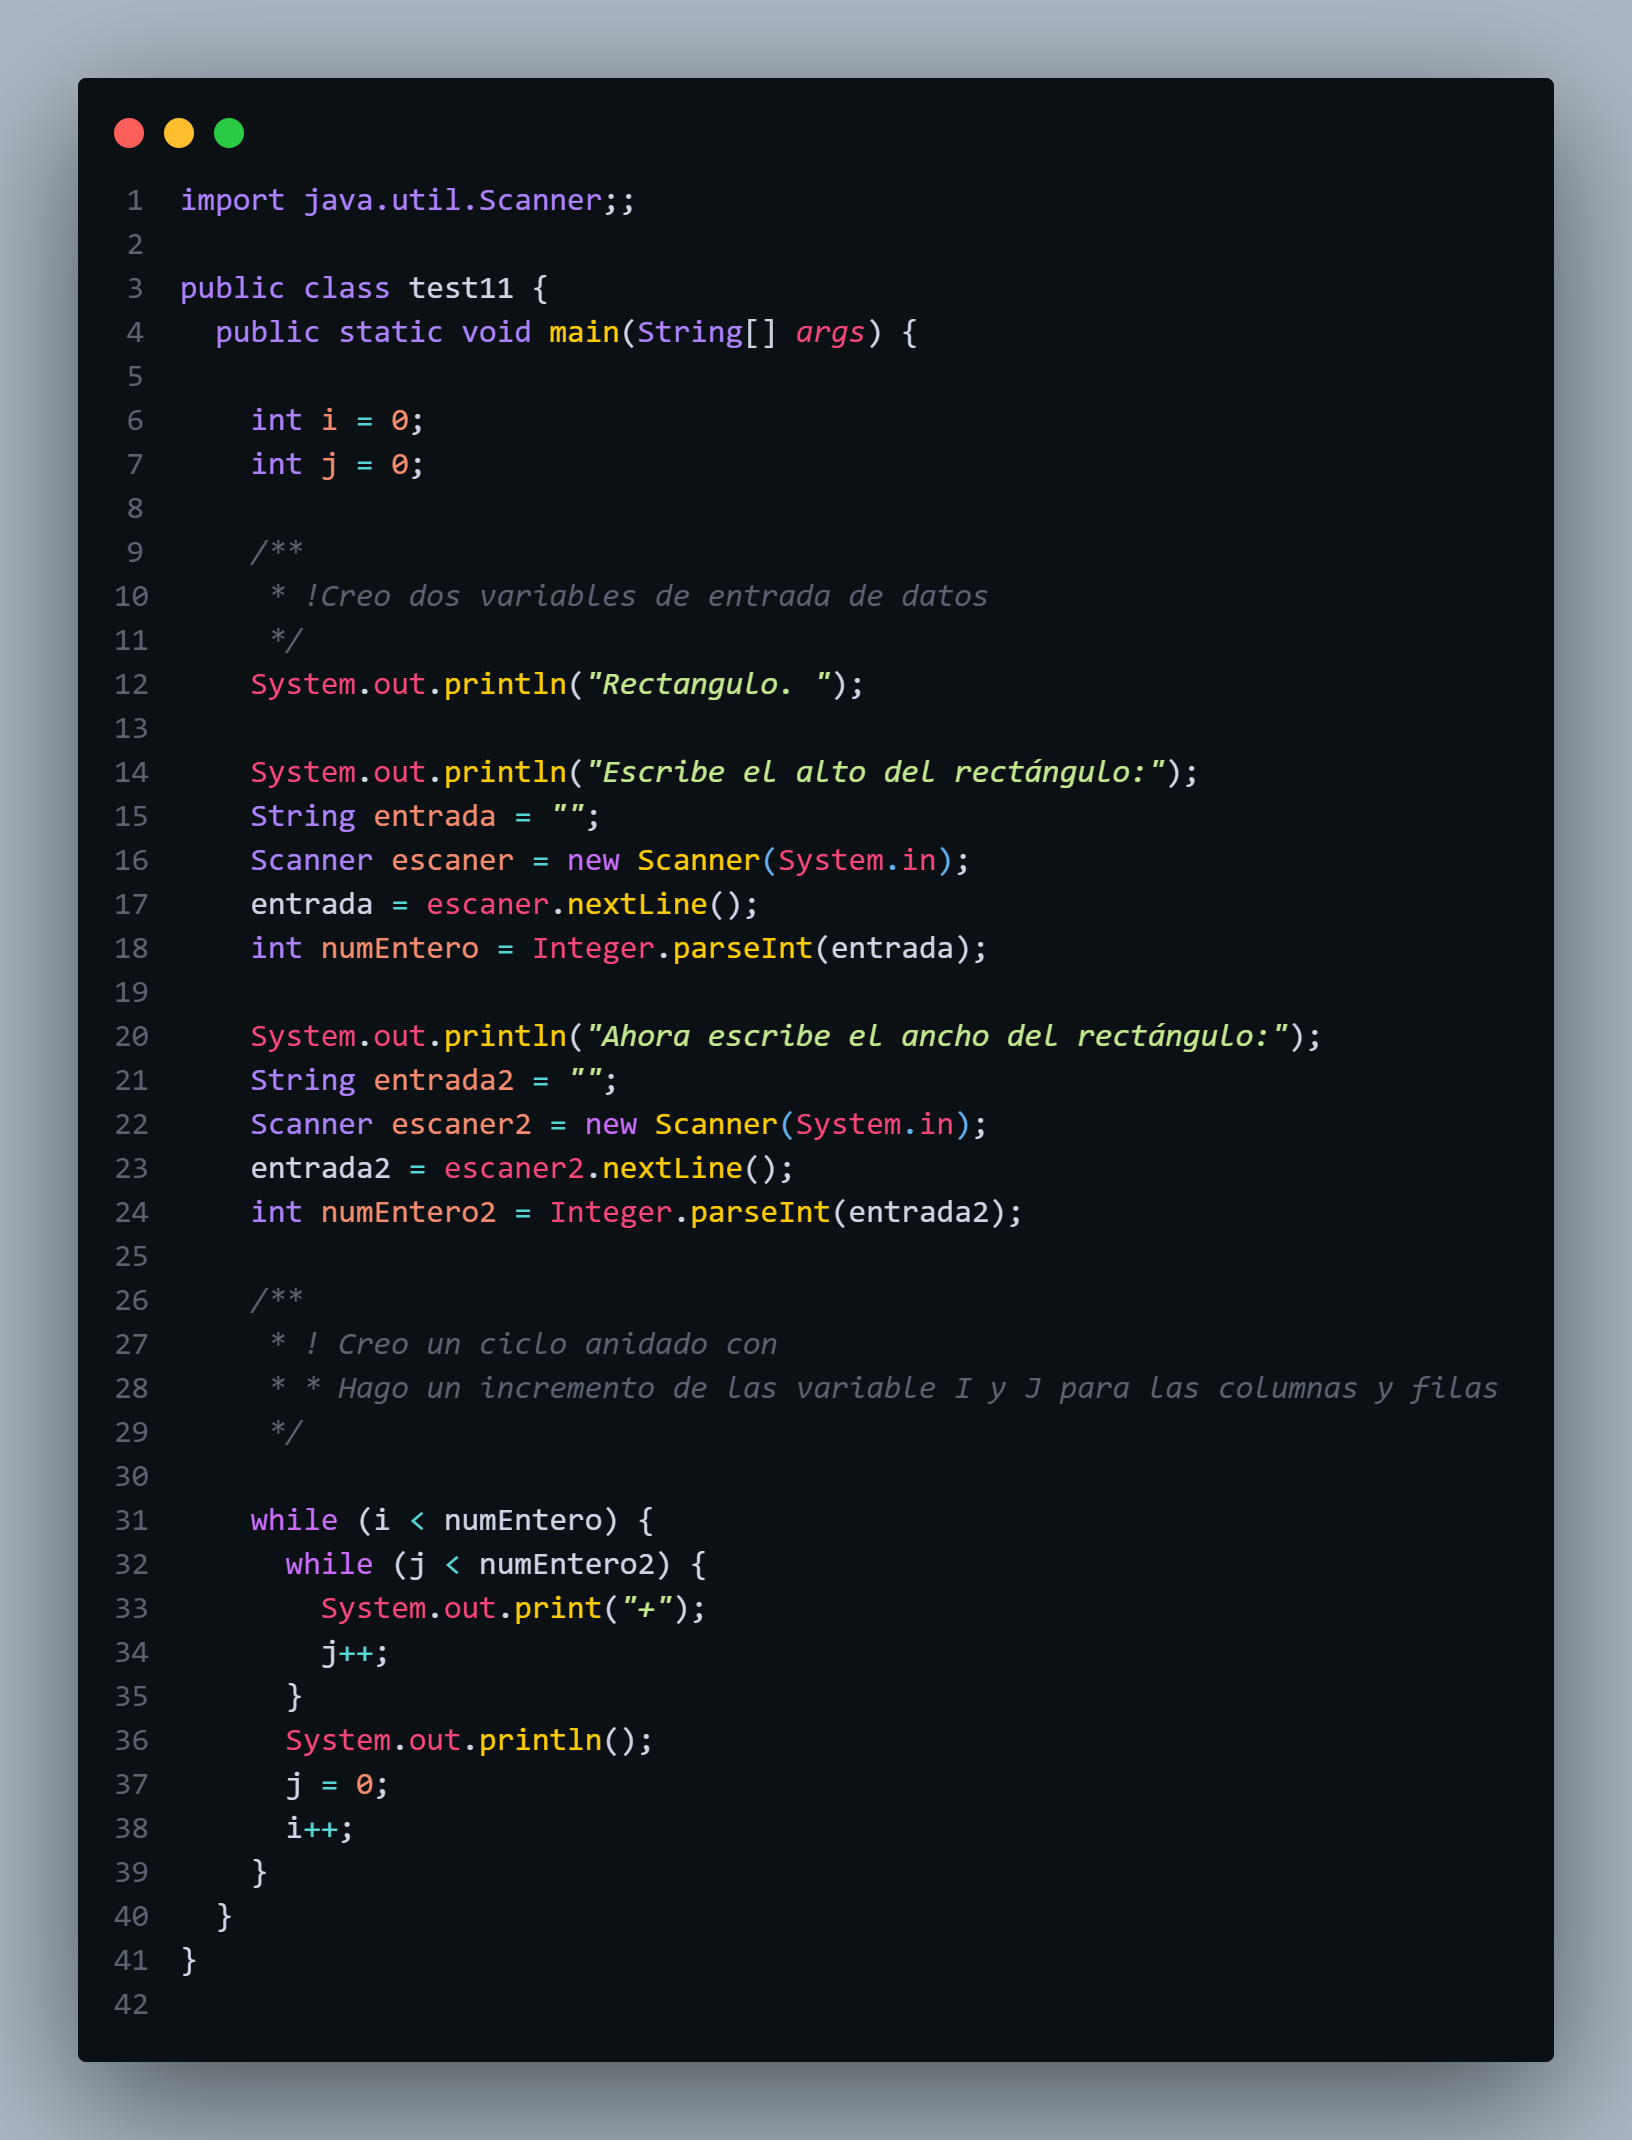 1 import java.util.Scanner;;
2
3 public class test11 {
4   public static void main(String[] args) {
5
6     int i = 0;
7     int j = 0;
8
9     /**
10      * !Creo dos variables de entrada de datos
11      */
12     System.out.println("Rectangulo. ");
13
14     System.out.println("Escribe el alto del rectángulo:");
15     String entrada = "";
16     Scanner escaner = new Scanner(System.in);
17     entrada = escaner.nextLine();
18     int numEntero = Integer.parseInt(entrada);
19
20     System.out.println("Ahora escribe el ancho del rectángulo:");
21     String entrada2 = "";
22     Scanner escaner2 = new Scanner(System.in);
23     entrada2 = escaner2.nextLine();
24     int numEntero2 = Integer.parseInt(entrada2);
25
26     /**
27      * ! Creo un ciclo anidado con
28      * * Hago un incremento de las variable I y J para las columnas y filas
29      */
30
31     while (i < numEntero) {
32       while (j < numEntero2) {
33         System.out.print("+");
34         j++;
35       }
36       System.out.println();
37       j = 0;
38       i++;
39     }
40   }
41 }
42